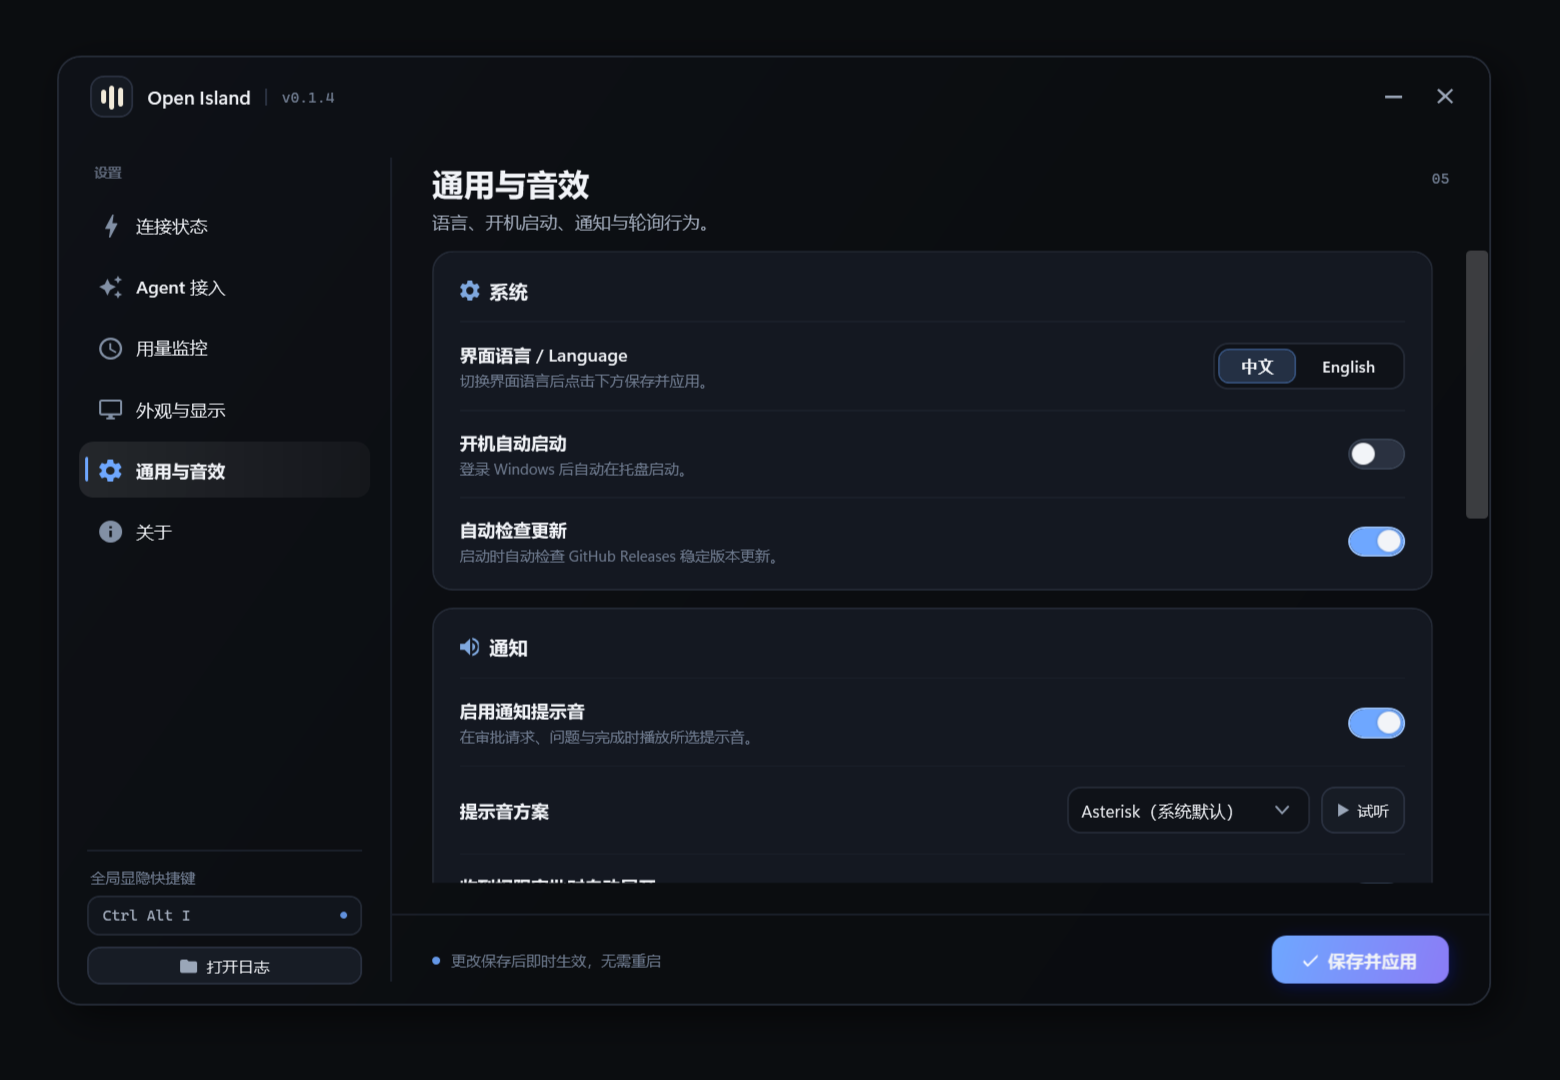 Open Island
v0.1.4
设置
连接状态
Agent 接入
用量监控
外观与显示
通用与音效
关于
全局显隐快捷键
Ctrl Alt I
打开日志
通用与音效
05
语言、开机启动、通知与轮询行为。
系统
界面语言 / Language
切换界面语言后点击下方保存并应用。
中文
English
开机自动启动
登录 Windows 后自动在托盘启动。
自动检查更新
启动时自动检查 GitHub Releases 稳定版本更新。
通知
启用通知提示音
在审批请求、问题与完成时播放所选提示音。
提示音方案
Asterisk（系统默认）
试听
更改保存后即时生效，无需重启
保存并应用